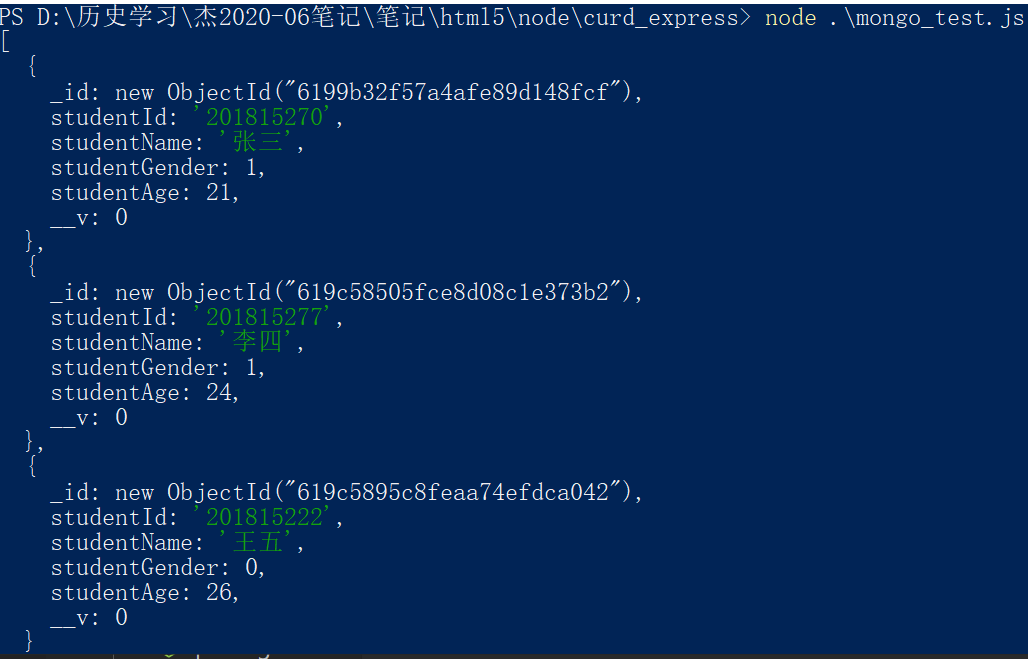 PS D:\历史学习\杰2020-06笔记\笔记\html5\node\curd_express> node .\mongo_test.js
[
  {
    _id: new ObjectId("6199b32f57a4afe89d148fcf"),
    studentId: '201815270',
    studentName: '张三',
    studentGender: 1,
    studentAge: 21,
    __v: 0
  },
  {
    _id: new ObjectId("619c58505fce8d08c1e373b2"),
    studentId: '201815277',
    studentName: '李四',
    studentGender: 1,
    studentAge: 24,
    __v: 0
  },
  {
    _id: new ObjectId("619c5895c8feaa74efdca042"),
    studentId: '201815222',
    studentName: '王五',
    studentGender: 0,
    studentAge: 26,
    __v: 0
  }